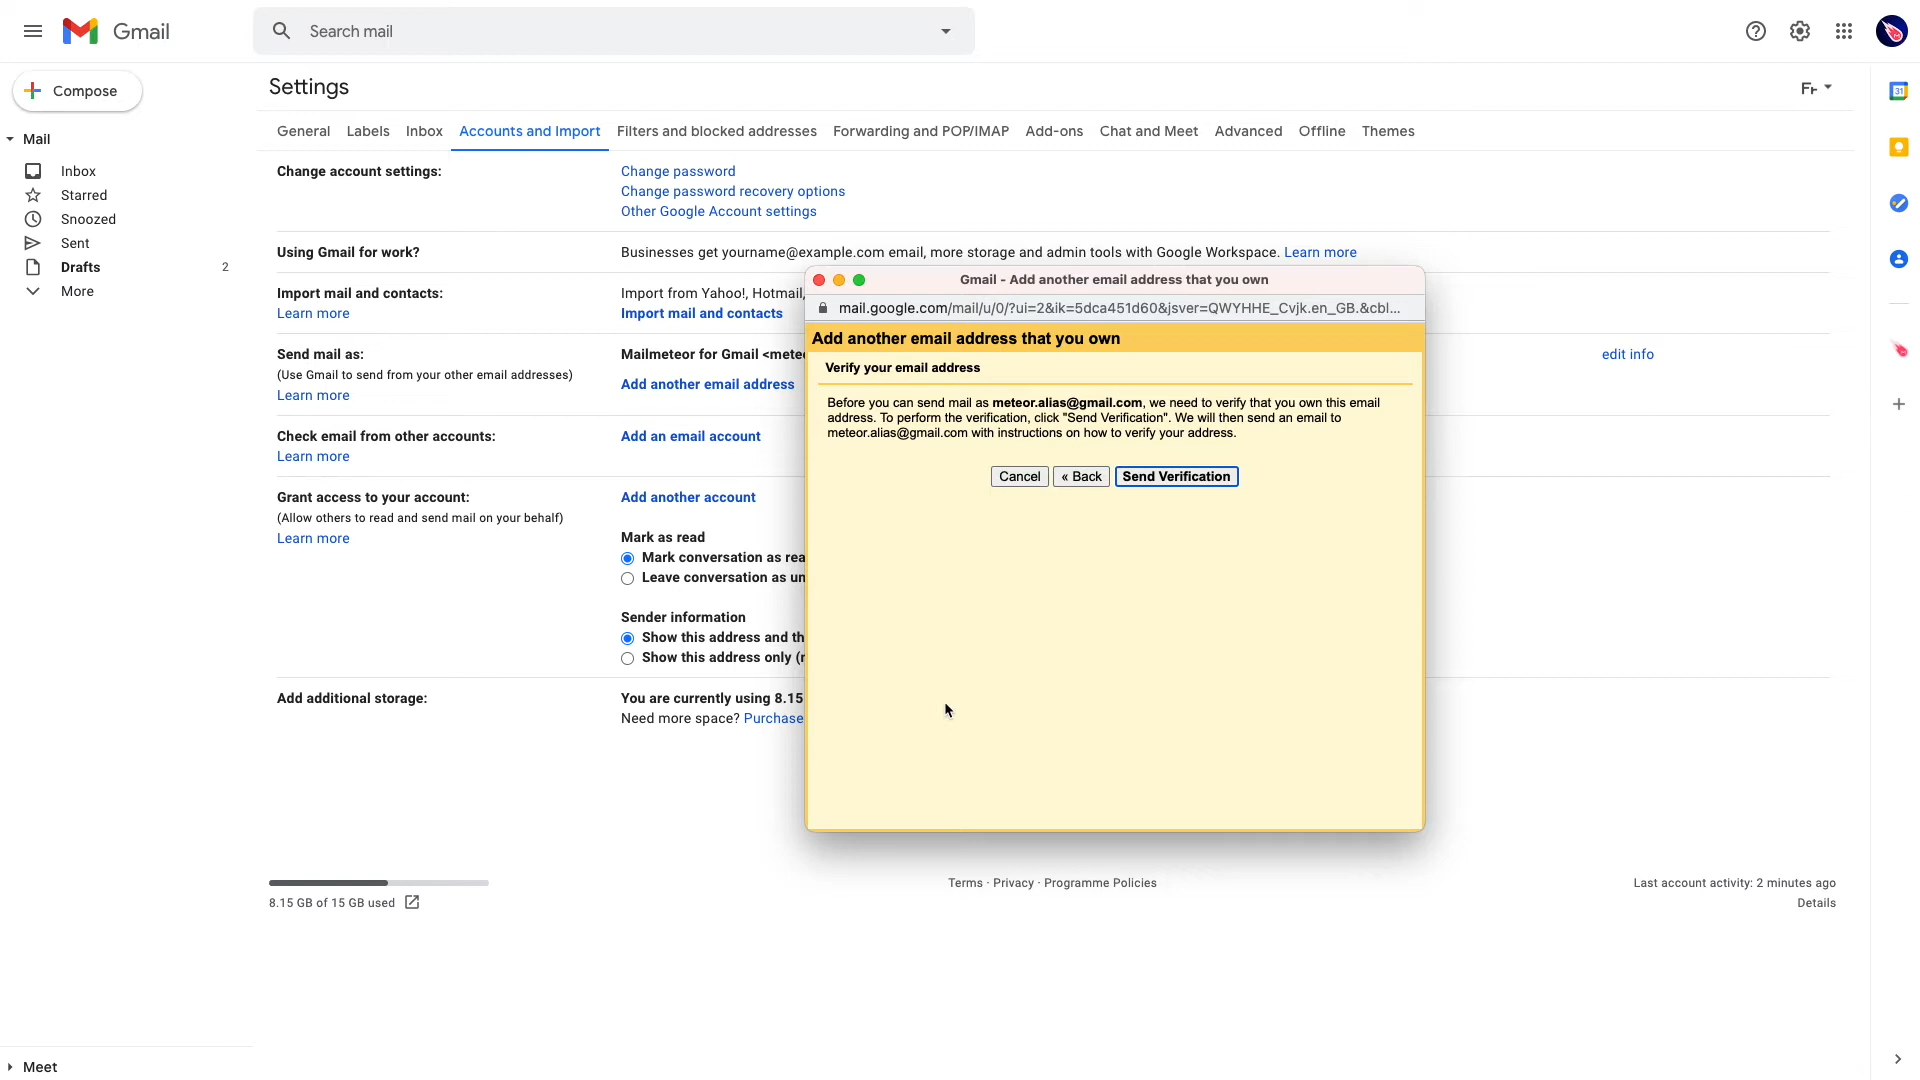 Gmail
Search mail
Compose
Settings
Fr
31
General Labels Inbox Accounts and Import Filters and blocked addresses Forwarding and POP/IMAP Add-ons Chat and Meet Advanced Offline Themes
Mail
Inbox
Starred
Snoozed
Sent
Drafts 2
More
Change account settings:
Change password
Change password recovery options
Other Google Account settings
Using Gmail for work?
Businesses get yourname@example.com email, more storage and admin tools with Google Workspace. Learn more
Import mail and contacts:
Learn more
Import from Yahoo!, Hotmail,
Import mail and contacts
Send mail as:
(Use Gmail to send from your other email addresses)
Learn more
Mailmeteor for Gmail <mete
Add another email address
edit info
Check email from other accounts:
Learn more
Add an email account
Grant access to your account:
(Allow others to read and send mail on your behalf)
Learn more
Add another account
Mark as read
Mark conversation as rea
Leave conversation as un
Sender information
Show this address and th
Show this address only (
Add additional storage:
You are currently using 8.15
Need more space? Purchase
Gmail - Add another email address that you own
mail.google.com/mail/u/0/?ui=2&ik=5dca451d60&jsver=QWYHHE_Cvjk.en_GB.&cbl...
Add another email address that you own
Verify your email address
Before you can send mail as meteor.alias@gmail.com, we need to verify that you own this email
address. To perform the verification, click "Send Verification". We will then send an email to
meteor.alias@gmail.com with instructions on how to verify your address.
Cancel « Back Send Verification
8.15 GB of 15 GB used
Terms · Privacy · Programme Policies
Last account activity: 2 minutes ago
Details
Meet